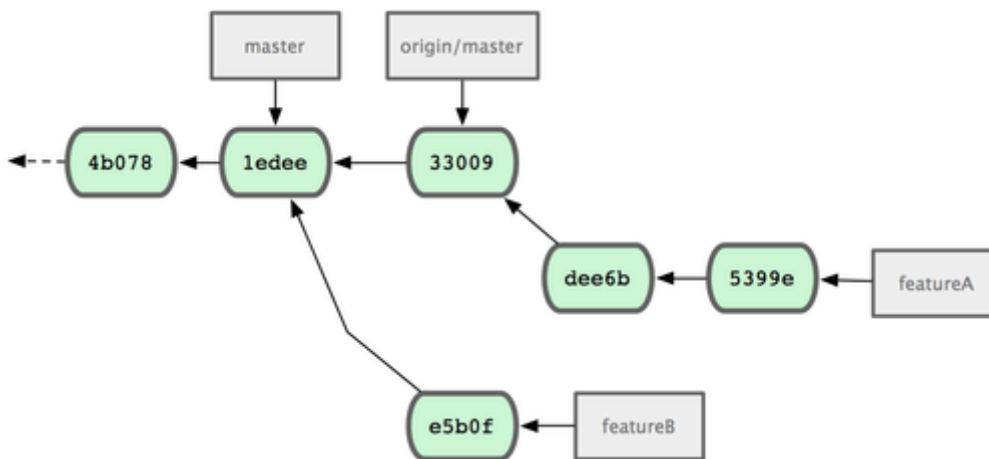 master
origin/master
4b078
1edee
33009
dee6b
5399e
featureA
e5b0f
featureB